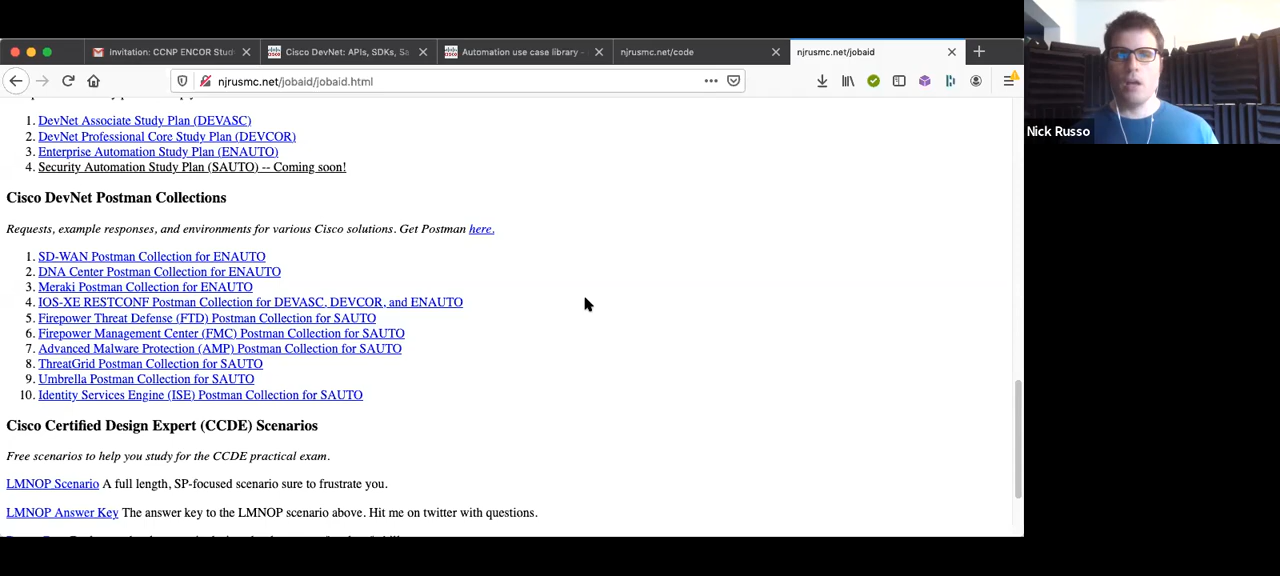 invitation: CCNP ENCOR Stud
Cisco DevNet: APIs, SDKs, Sa
Automation use case library -
njrusmc.net/code
njrusmc.net/jobaid
njrusmc.net/jobaid/jobaid.html
1. DevNet Associate Study Plan (DEVASC)
2. DevNet Professional Core Study Plan (DEVCOR)
3. Enterprise Automation Study Plan (ENAUTO)
4. Security Automation Study Plan (SAUTO) -- Coming soon!
Cisco DevNet Postman Collections
Requests, example responses, and environments for various Cisco solutions. Get Postman here.
1. SD-WAN Postman Collection for ENAUTO
2. DNA Center Postman Collection for ENAUTO
3. Meraki Postman Collection for ENAUTO
4. IOS-XE RESTCONF Postman Collection for DEVASC, DEVCOR, and ENAUTO
5. Firepower Threat Defense (FTD) Postman Collection for SAUTO
6. Firepower Management Center (FMC) Postman Collection for SAUTO
7. Advanced Malware Protection (AMP) Postman Collection for SAUTO
8. ThreatGrid Postman Collection for SAUTO
9. Umbrella Postman Collection for SAUTO
10. Identity Services Engine (ISE) Postman Collection for SAUTO
Cisco Certified Design Expert (CCDE) Scenarios
Free scenarios to help you study for the CCDE practical exam.
LMNOP Scenario A full length, SP-focused scenario sure to frustrate you.
LMNOP Answer Key The answer key to the LMNOP scenario above. Hit me on twitter with questions.
Nick Russo